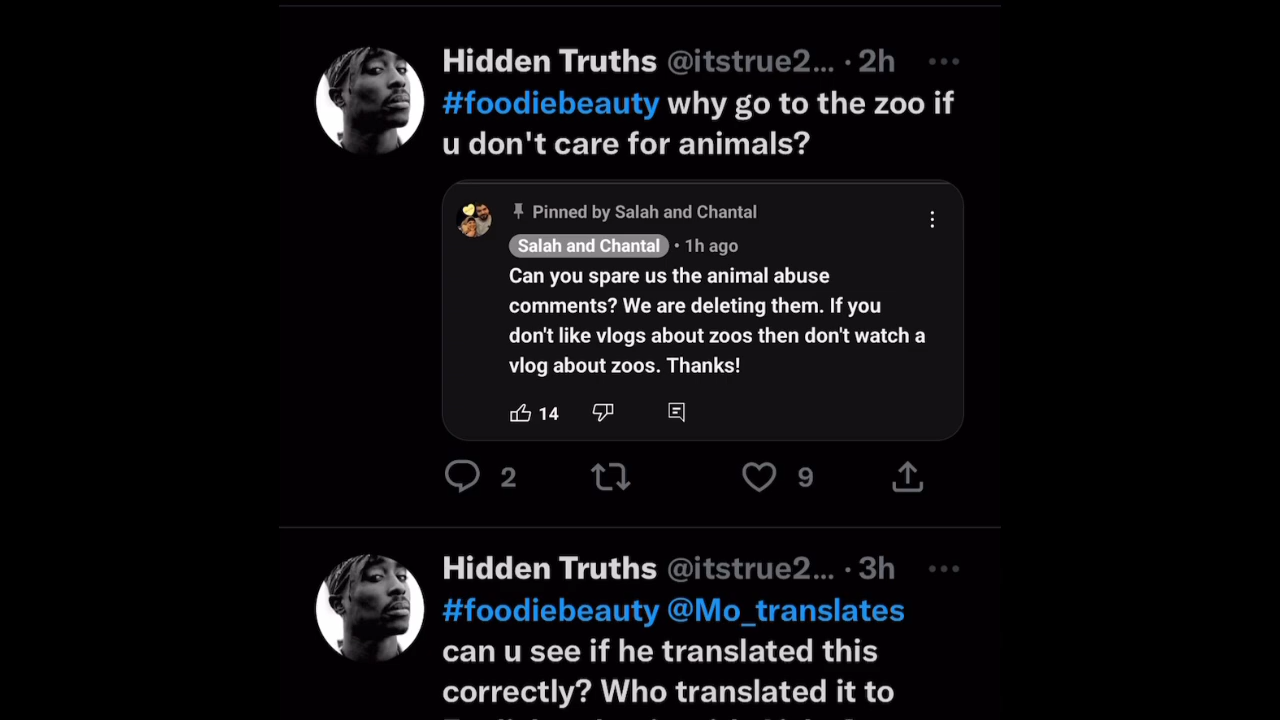 Hidden Truths @itstrue2... · 2h
#foodiebeauty why go to the zoo if
u don't care for animals?
Pinned by Salah and Chantal
Salah and Chantal • 1h ago
Can you spare us the animal abuse
comments? We are deleting them. If you
don't like vlogs about zoos then don't watch a
vlog about zoos. Thanks!
14
2 9
Hidden Truths @itstrue2... · 3h
#foodiebeauty @Mo_translates
can u see if he translated this
correctly? Who translated it to